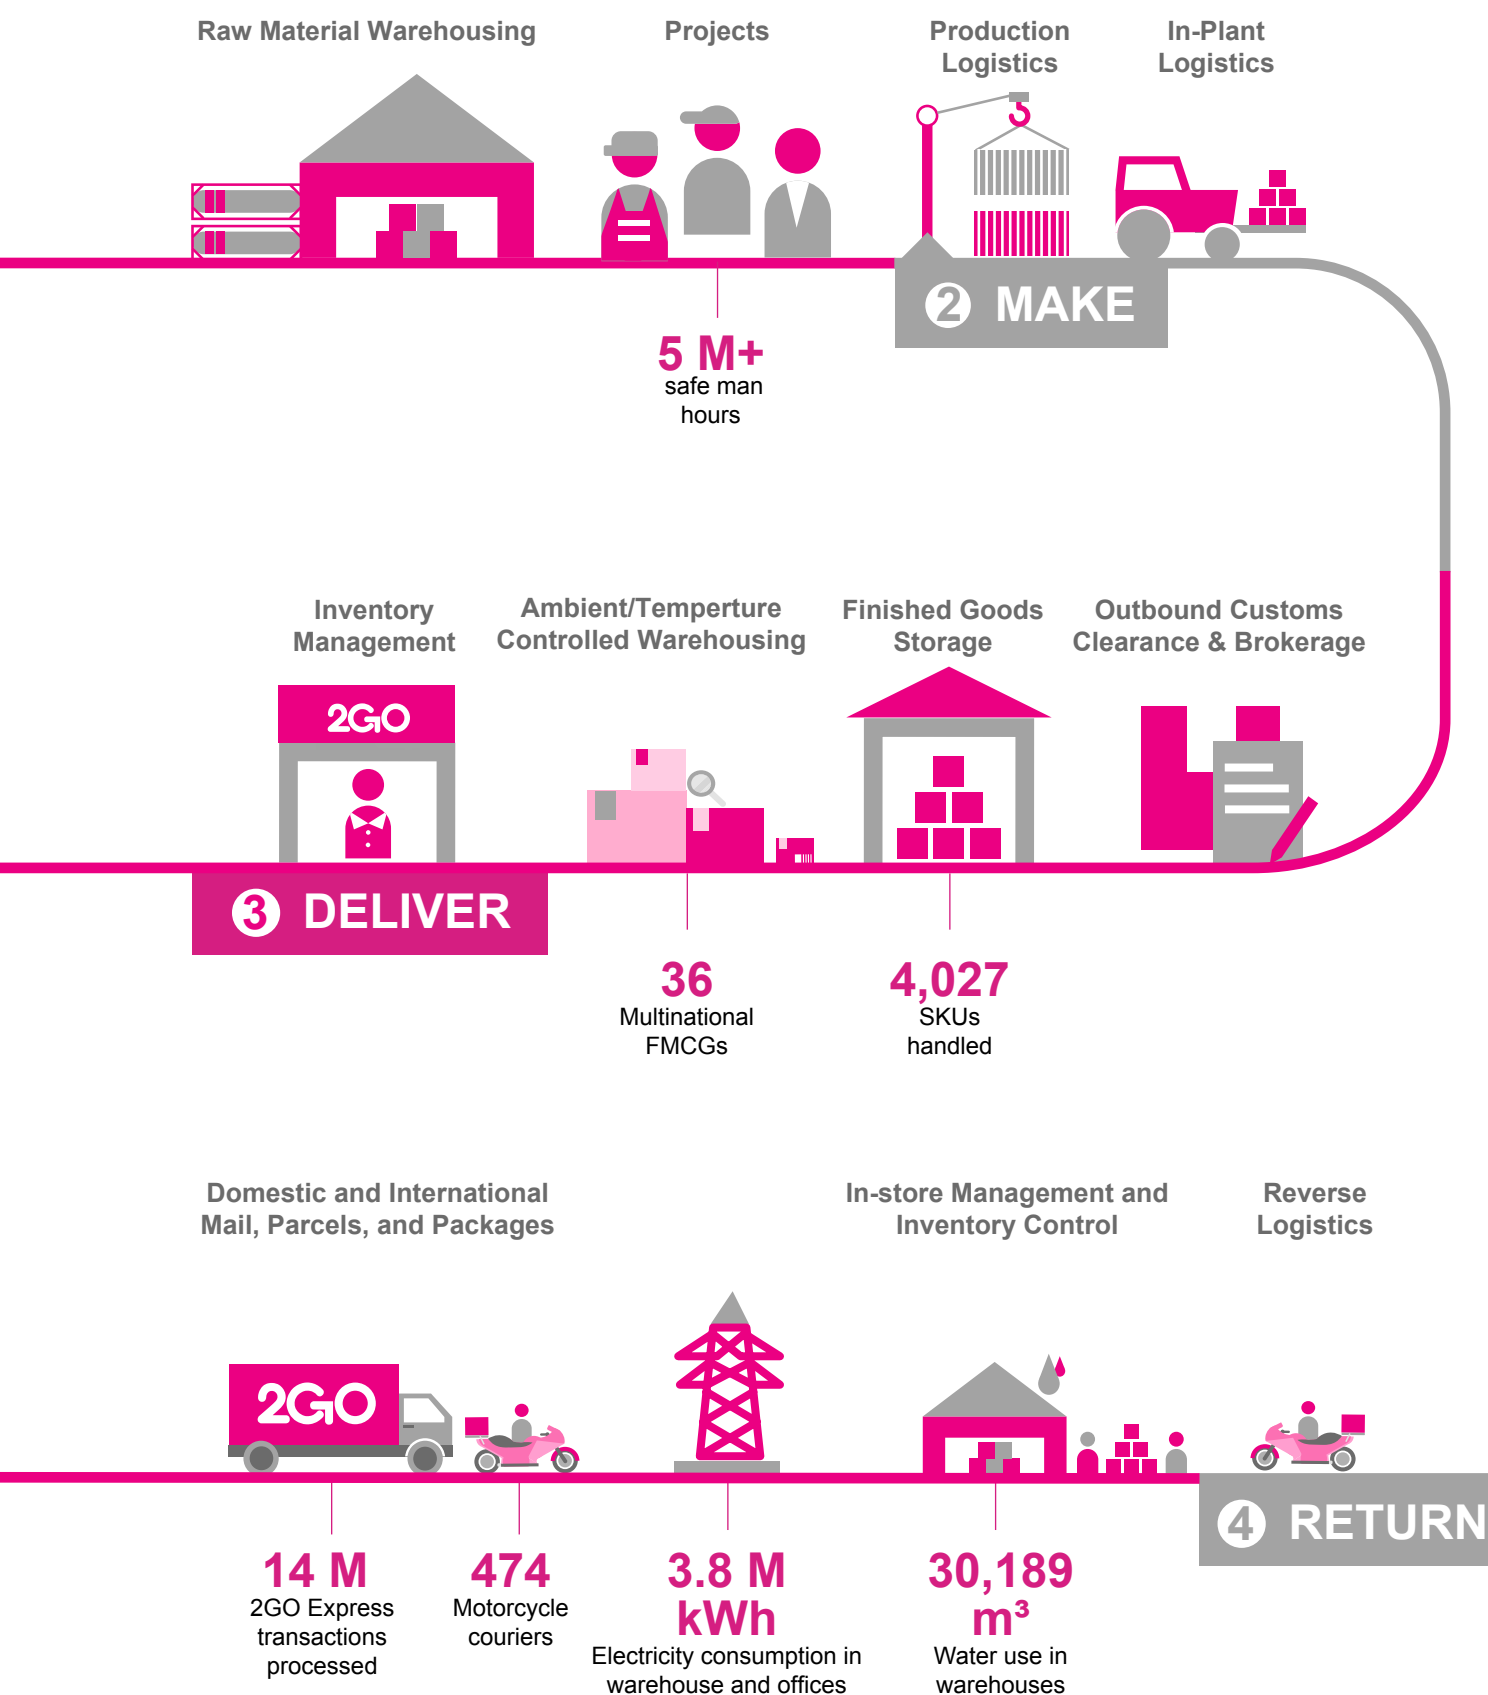 Raw Material Warehousing
Projects
Production
Logistics
In-Plant
Logistics
2 MAKE
5 M+
safe man
hours
Inventory
Management
Ambient/Temperture
Controlled Warehousing
Finished Goods
Storage
Outbound Customs
Clearance & Brokerage
2GO
3 DELIVER
36
Multinational
FMCGs
4,027
SKUs
handled
Domestic and International
Mail, Parcels, and Packages
In-store Management and
Inventory Control
Reverse
Logistics
2GO
4 RETURN
14 M
2GO Express
transactions
processed
474
Motorcycle
couriers
3.8 M
kWh
Electricity consumption in
warehouse and offices
30,189
m³
Water use in
warehouses